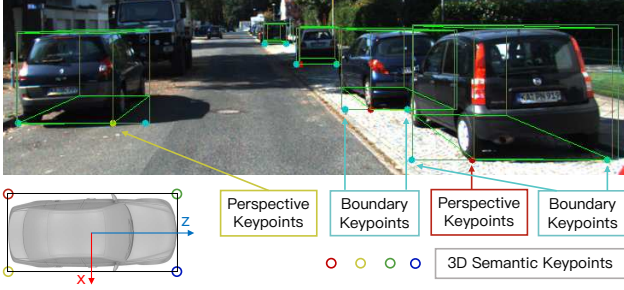 Perspective
Keypoints
Boundary
Keypoints
Perspective
Keypoints
Boundary
Keypoints
Z
X
3D Semantic Keypoints